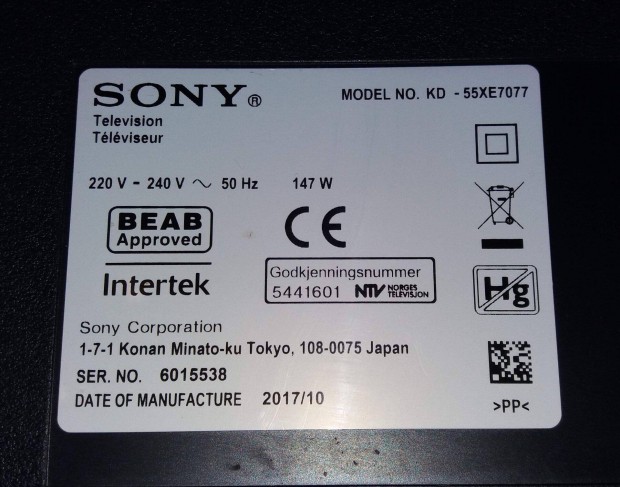 SONY®
MODEL NO. KD - 55XE7077
Television
Téléviseur
220 V - 240 V ~ 50 Hz 147 W
BEAB
Approved
CE
Intertek
Godkjenningsnummer
5441601 NTV NORGES TELEVISJON
Hg
Sony Corporation
1-7-1 Konan Minato-ku Tokyo, 108-0075 Japan
SER. NO. 6015538
DATE OF MANUFACTURE 2017/10
>PP<